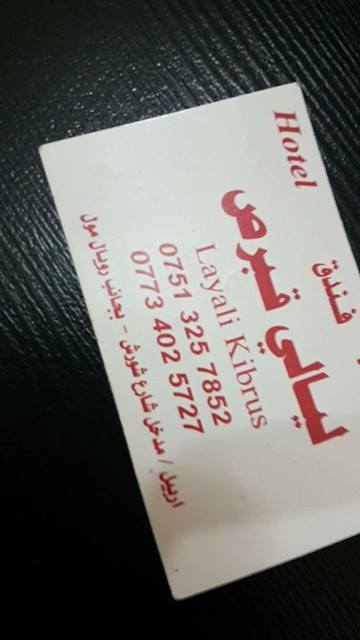 Hotel فندق
ليالي قبرص
Layali Kibrus
0751 325 7852
0773 402 5727
اربيل / مدخل شارع شورش - بجانب رويال مول